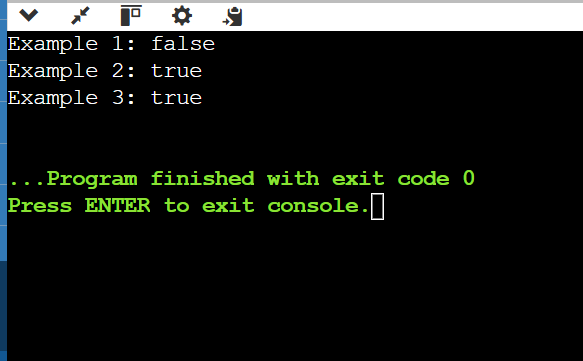 Example 1: false
Example 2: true
Example 3: true
...Program finished with exit code 0
Press ENTER to exit console.